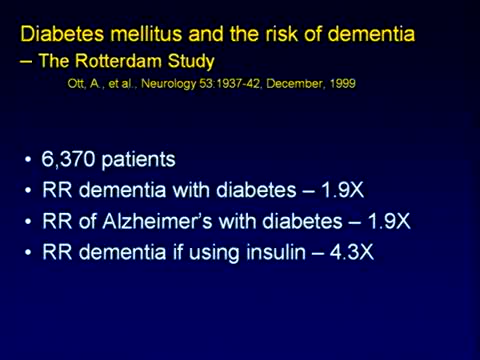 Diabetes mellitus and the risk of dementia
– The Rotterdam Study
Ott, A., et al., Neurology 53:1937-42, December, 1999
• 6,370 patients
• RR dementia with diabetes – 1.9X
• RR of Alzheimer's with diabetes – 1.9X
• RR dementia if using insulin – 4.3X